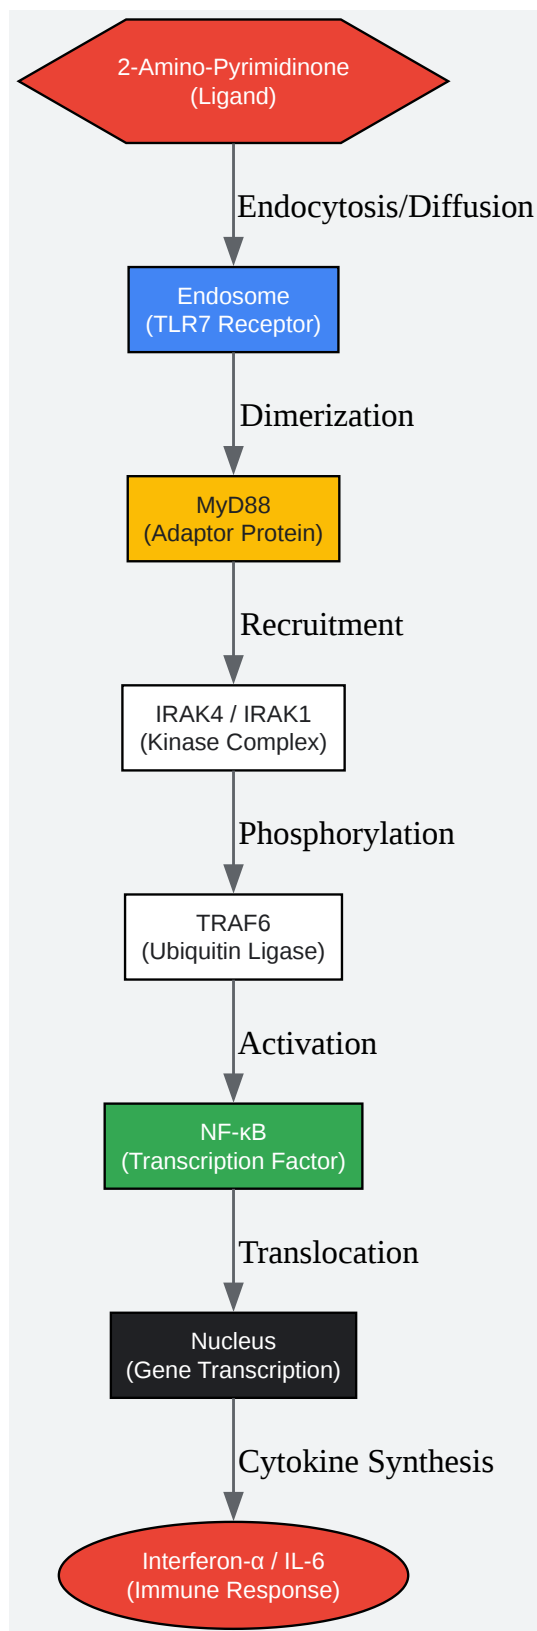 2-Amino-Pyrimidinone
(Ligand)
Endocytosis/Diffusion
Endosome
(TLR7 Receptor)
Dimerization
MyD88
(Adaptor Protein)
Recruitment
IRAK4 / IRAK1
(Kinase Complex)
Phosphorylation
TRAF6
(Ubiquitin Ligase)
Activation
NF-κB
(Transcription Factor)
Translocation
Nucleus
(Gene Transcription)
Cytokine Synthesis
Interferon-α / IL-6
(Immune Response)